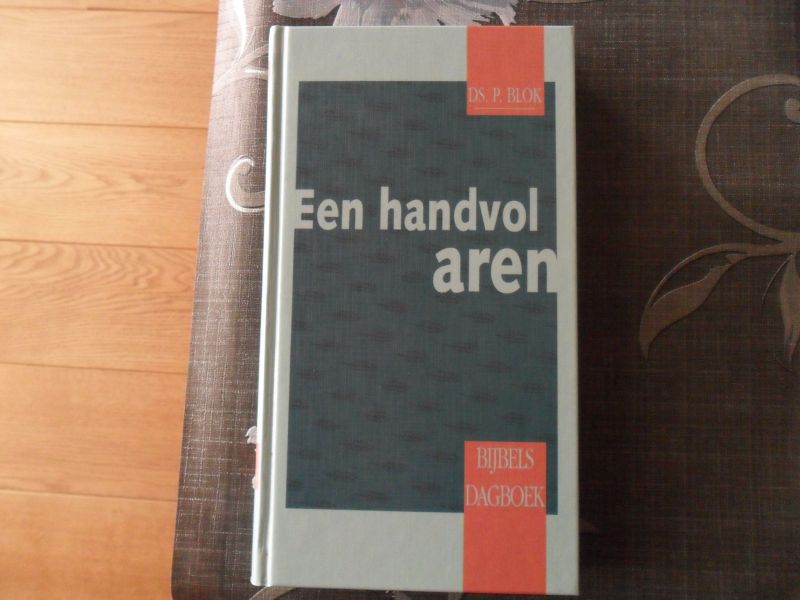 DS. P. BLOK
Een handvol
aren
BIJBELS
DAGBOEK